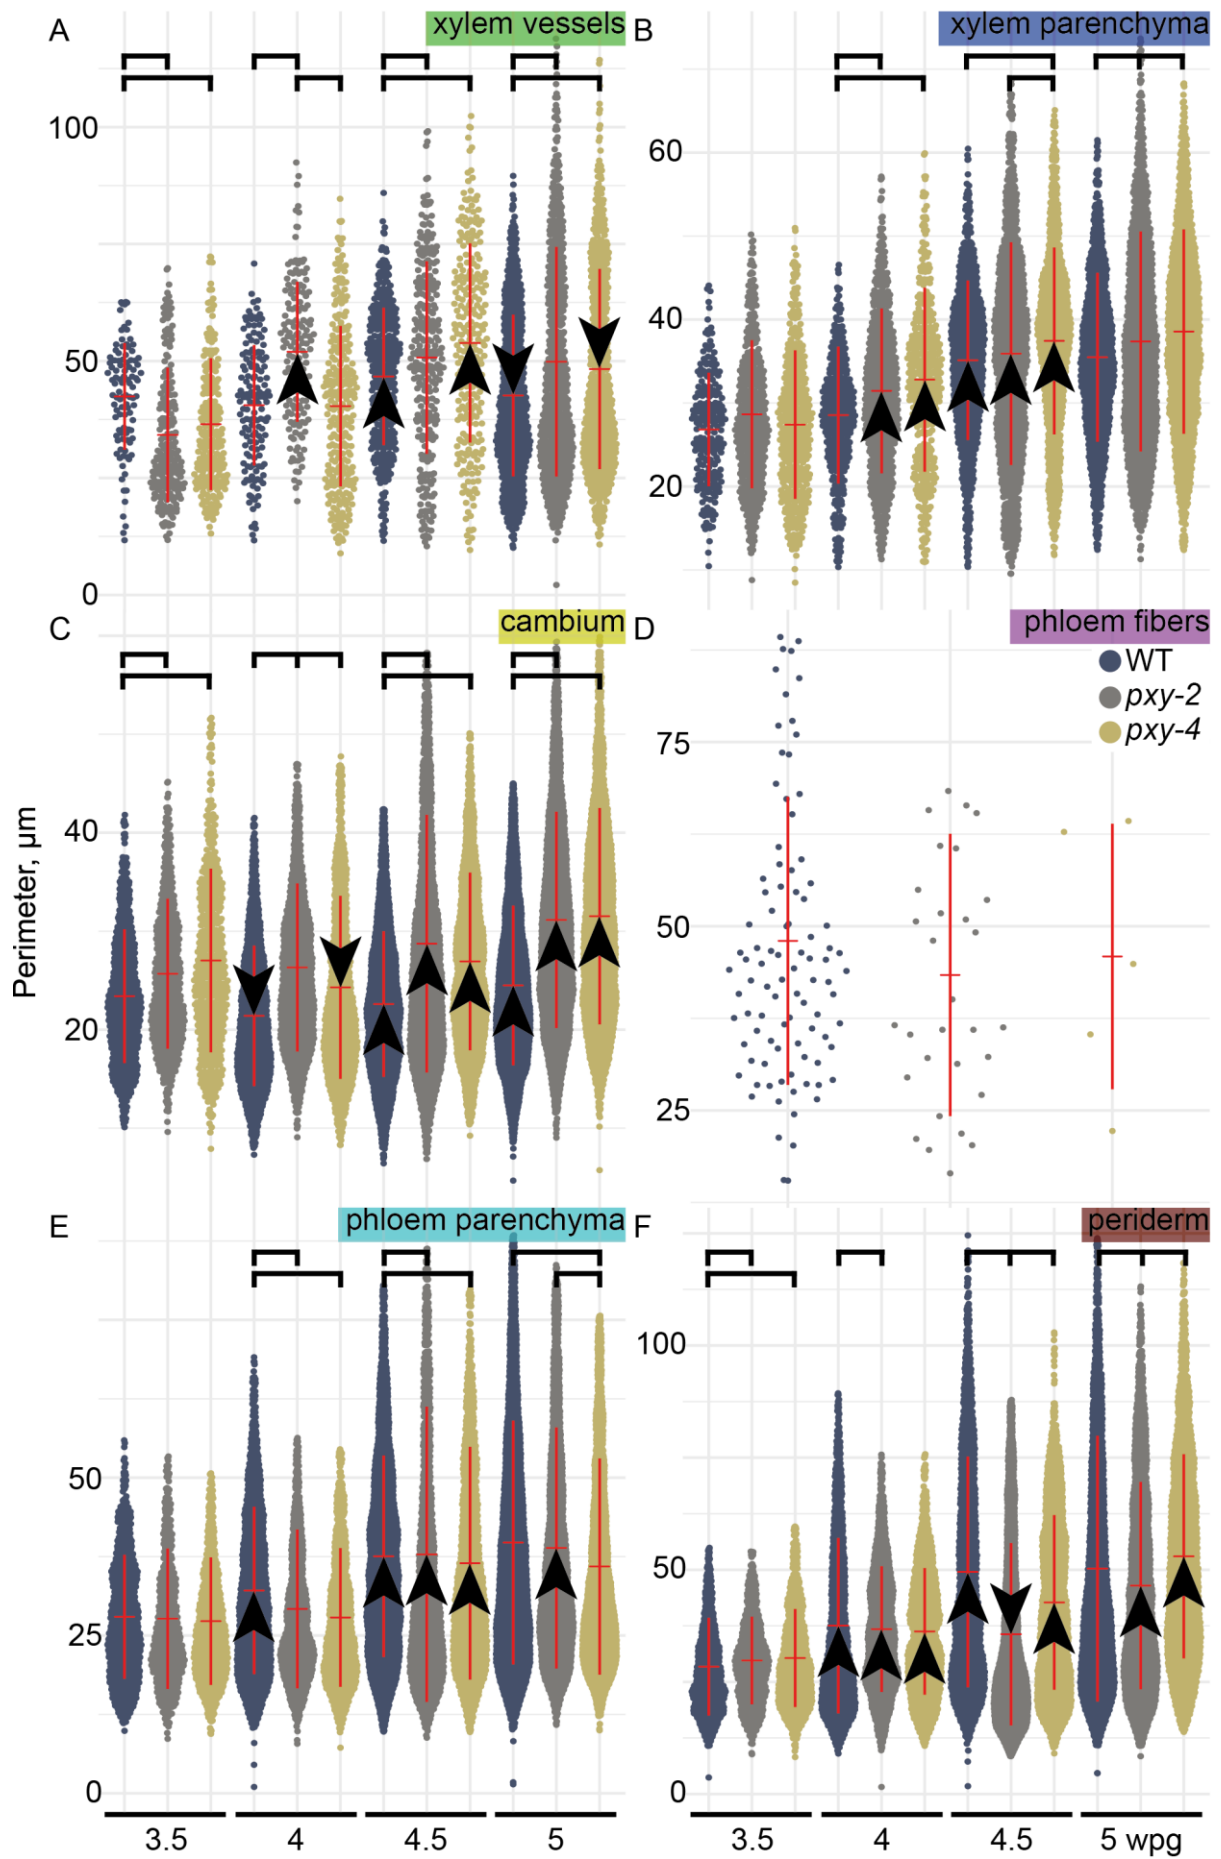 A
xylem vessels
B
xylem parenchyma
100
50
0
60
40
20
C
cambium
D
phloem fibers
WT
pxy-2
pxy-4
Perimeter, µm
40
20
75
50
25
E
phloem parenchyma
F
periderm
50
25
0
100
50
0
3.5
4
4.5
5
3.5
4
4.5
5 wpg